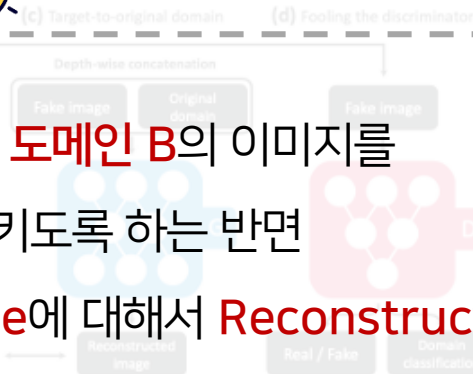 (c) Target-to-original domain (d) Fooling the discriminator
Depth-wise concatenation
Fake image Original domain Fake image
도메인 B의 이미지를
키도록 하는 반면
e에 대해서 Reconstruc
Reconstructed image Real / Fake Domain classification